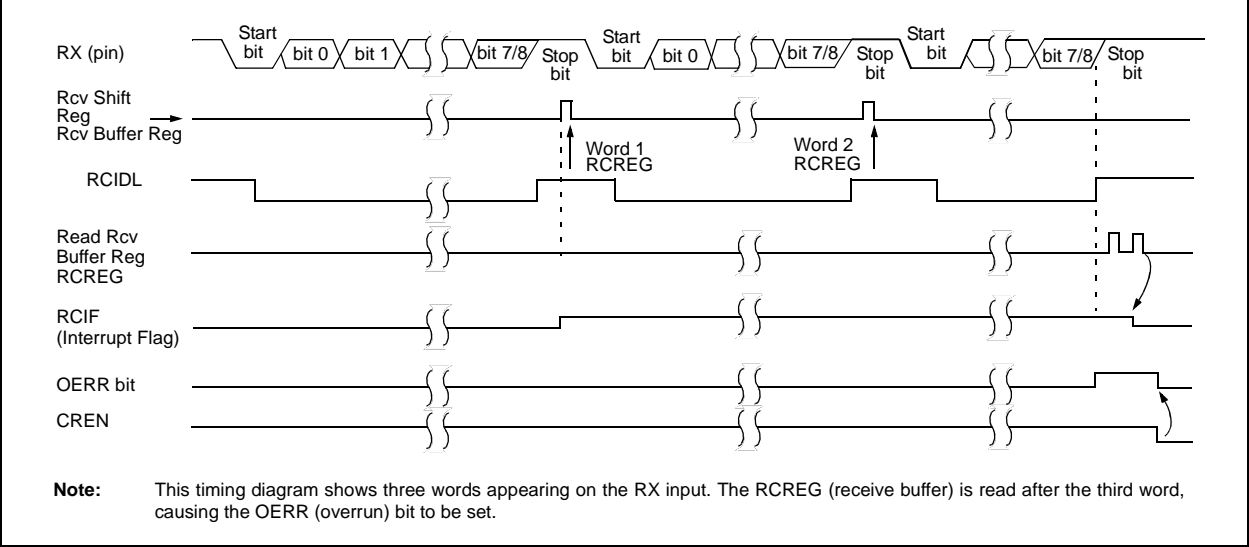 RX (pin)
Start bit
bit 0
bit 1
bit 7/8
Stop bit
Start bit
bit 0
bit 7/8
Stop bit
Start bit
bit 7/8
Stop bit
Rcv Shift
Reg
Rcv Buffer Reg
Word 1
RCREG
Word 2
RCREG
RCIDL
Read Rcv
Buffer Reg
RCREG
RCIF
(Interrupt Flag)
OERR bit
CREN
Note: This timing diagram shows three words appearing on the RX input. The RCREG (receive buffer) is read after the third word,
causing the OERR (overrun) bit to be set.